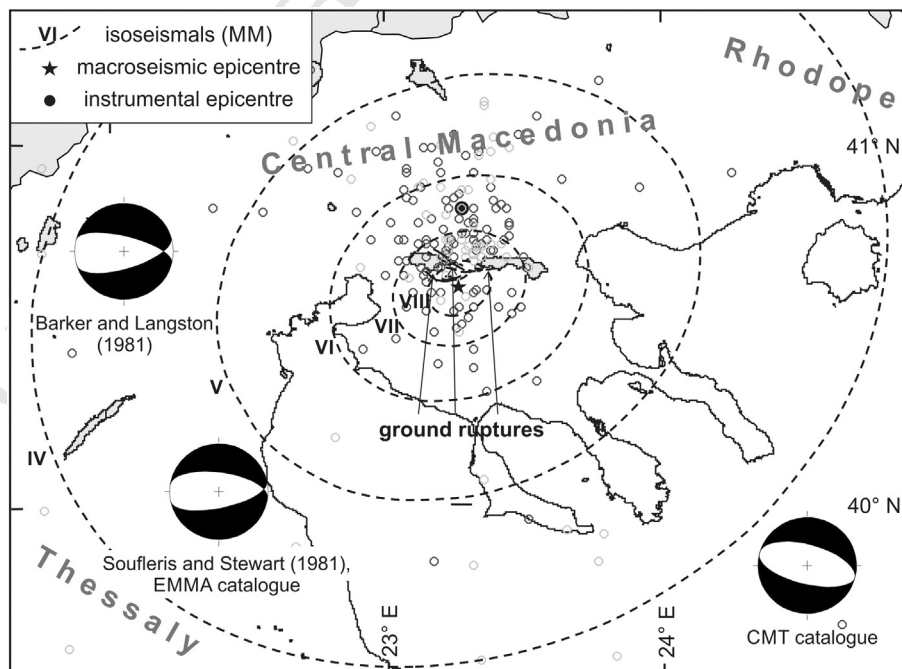 VI isoseismals (MM)
macroseismic epicentre
instrumental epicentre
Rhodope
Central Macedonia
41° N
Barker and Langston
(1981)
VIII
VII
VI
V
IV
ground ruptures
40° N
Soufleris and Stewart (1981),
EMMA catalogue
Thessaly
23° E
24° E
CMT catalogue